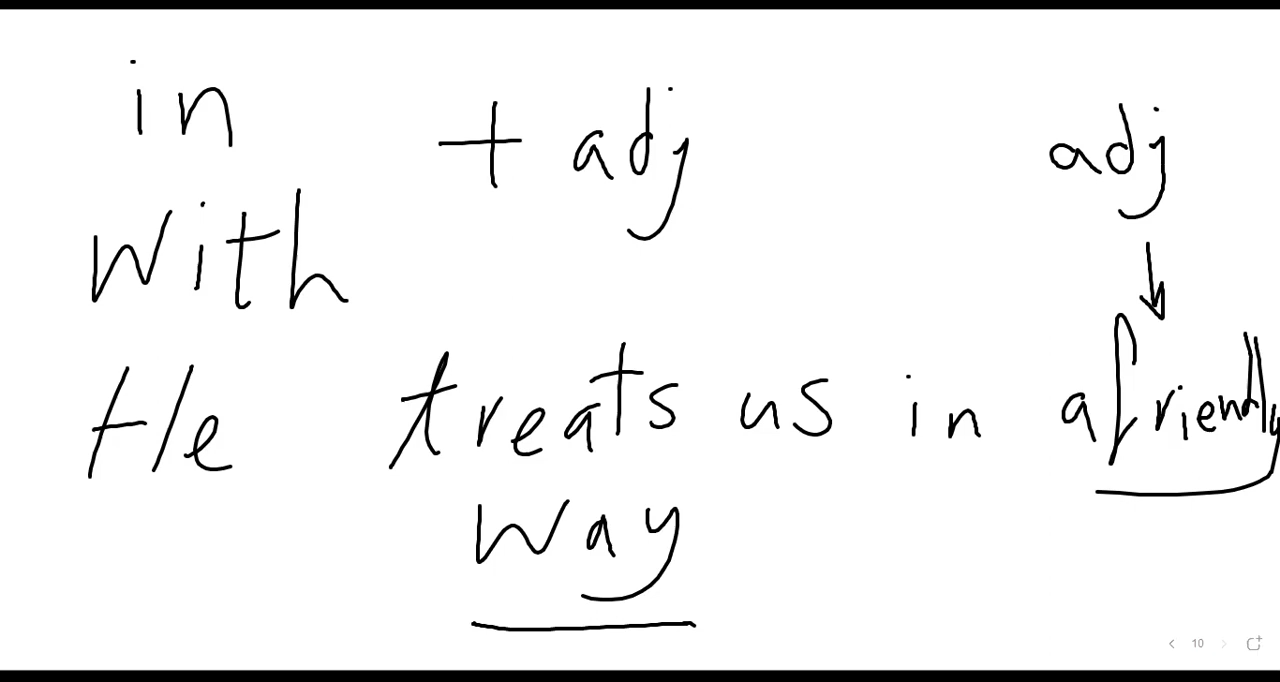 in + adj adj
with
He treats us in a friendly
way
10